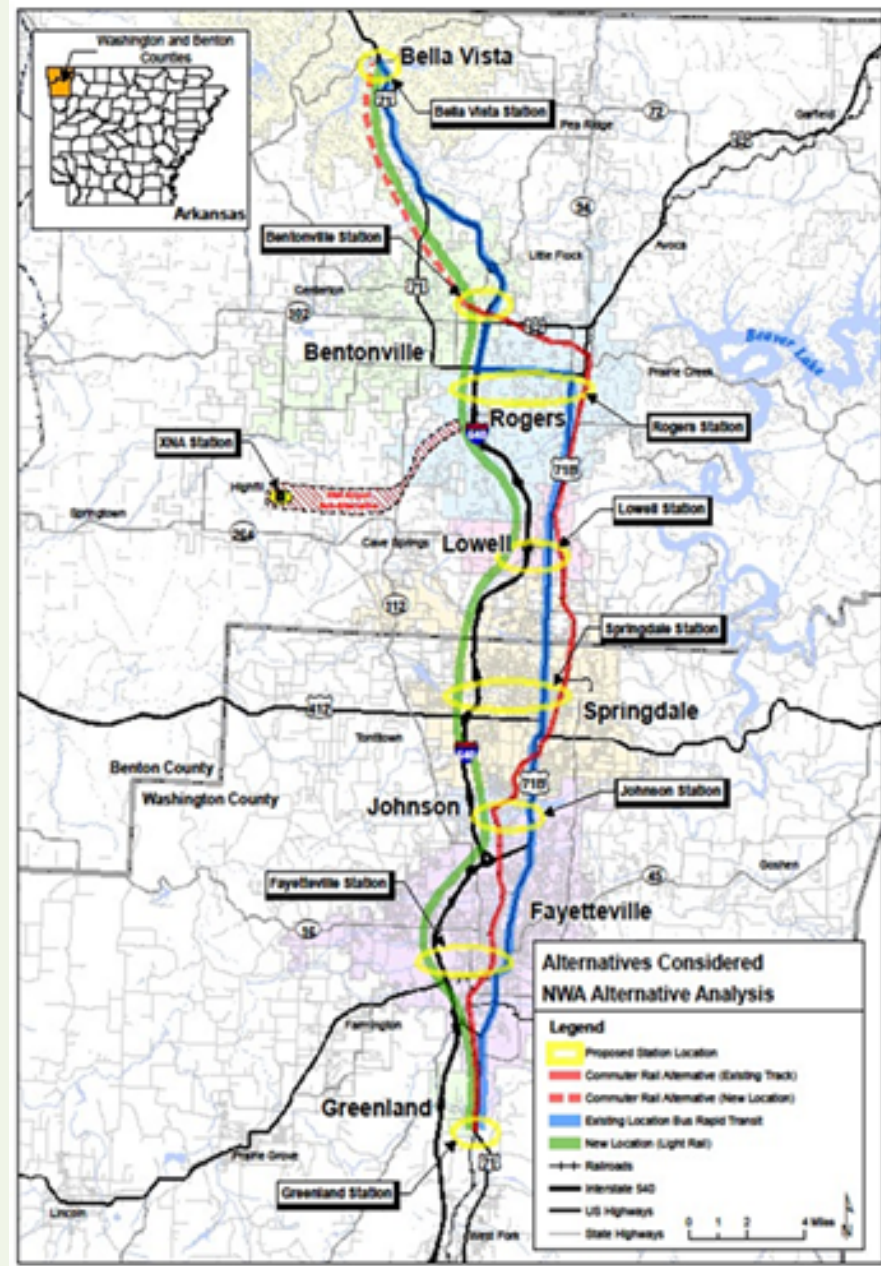 Washington and Benton
Counties
Arkansas
Bella Vista
71
Bella Vista Station
Pea Ridge
72
Garfield
94
Avoca
Bentonville Station
Little Flock
Centerton
71
102
Bentonville
Beaver Lake
Prairie Creek
Rogers
Rogers Station
XNA Station
Highfill
XNA Airport
Sub-Alternative
71B
Springtown
264
Cave Springs
Lowell
Lowell Station
112
Springdale Station
412
Springdale
Tontitown
Benton County
Washington County
71B
Johnson
Johnson Station
Goshen
45
Fayetteville Station
Fayetteville
16
Farmington
Greenland
Prairie Grove
71
Greenland Station
Lincoln
West Fork
Alternatives Considered
NWA Alternative Analysis
Legend
Proposed Station Location
Commuter Rail Alternative (Existing Track)
Commuter Rail Alternative (New Location)
Existing Location Bus Rapid Transit
New Location (Light Rail)
Railroads
Interstate 540
US Highways
State Highways
0 1 2 4 Miles